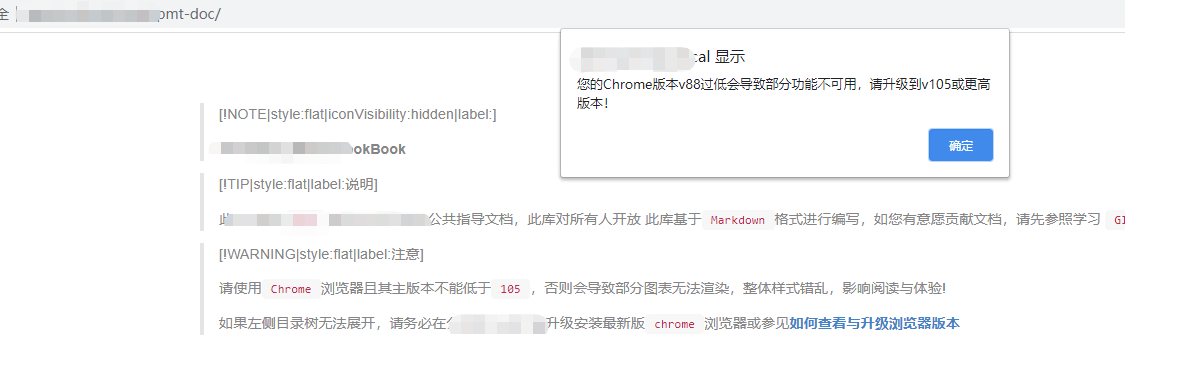 全
pmt-doc/
cal 显示
您的Chrome版本v88过低会导致部分功能不可用，请升级到v105或更高
版本!
确定
[!NOTE|style:flat|iconVisibility:hidden|label:]
ookBook
[!TIP|style:flat|label:说明]
公共指导文档，此库对所有人开放 此库基于 Markdown 格式进行编写，如您有意愿贡献文档，请先参照学习
[!WARNING|style:flat|label:注意]
请使用 Chrome 浏览器且其主版本不能低于 105 ，否则会导致部分图表无法渲染，整体样式错乱，影响阅读与体验!
如果左侧目录树无法展开，请务必在 升级安装最新版 chrome 浏览器或参见如何查看与升级浏览器版本